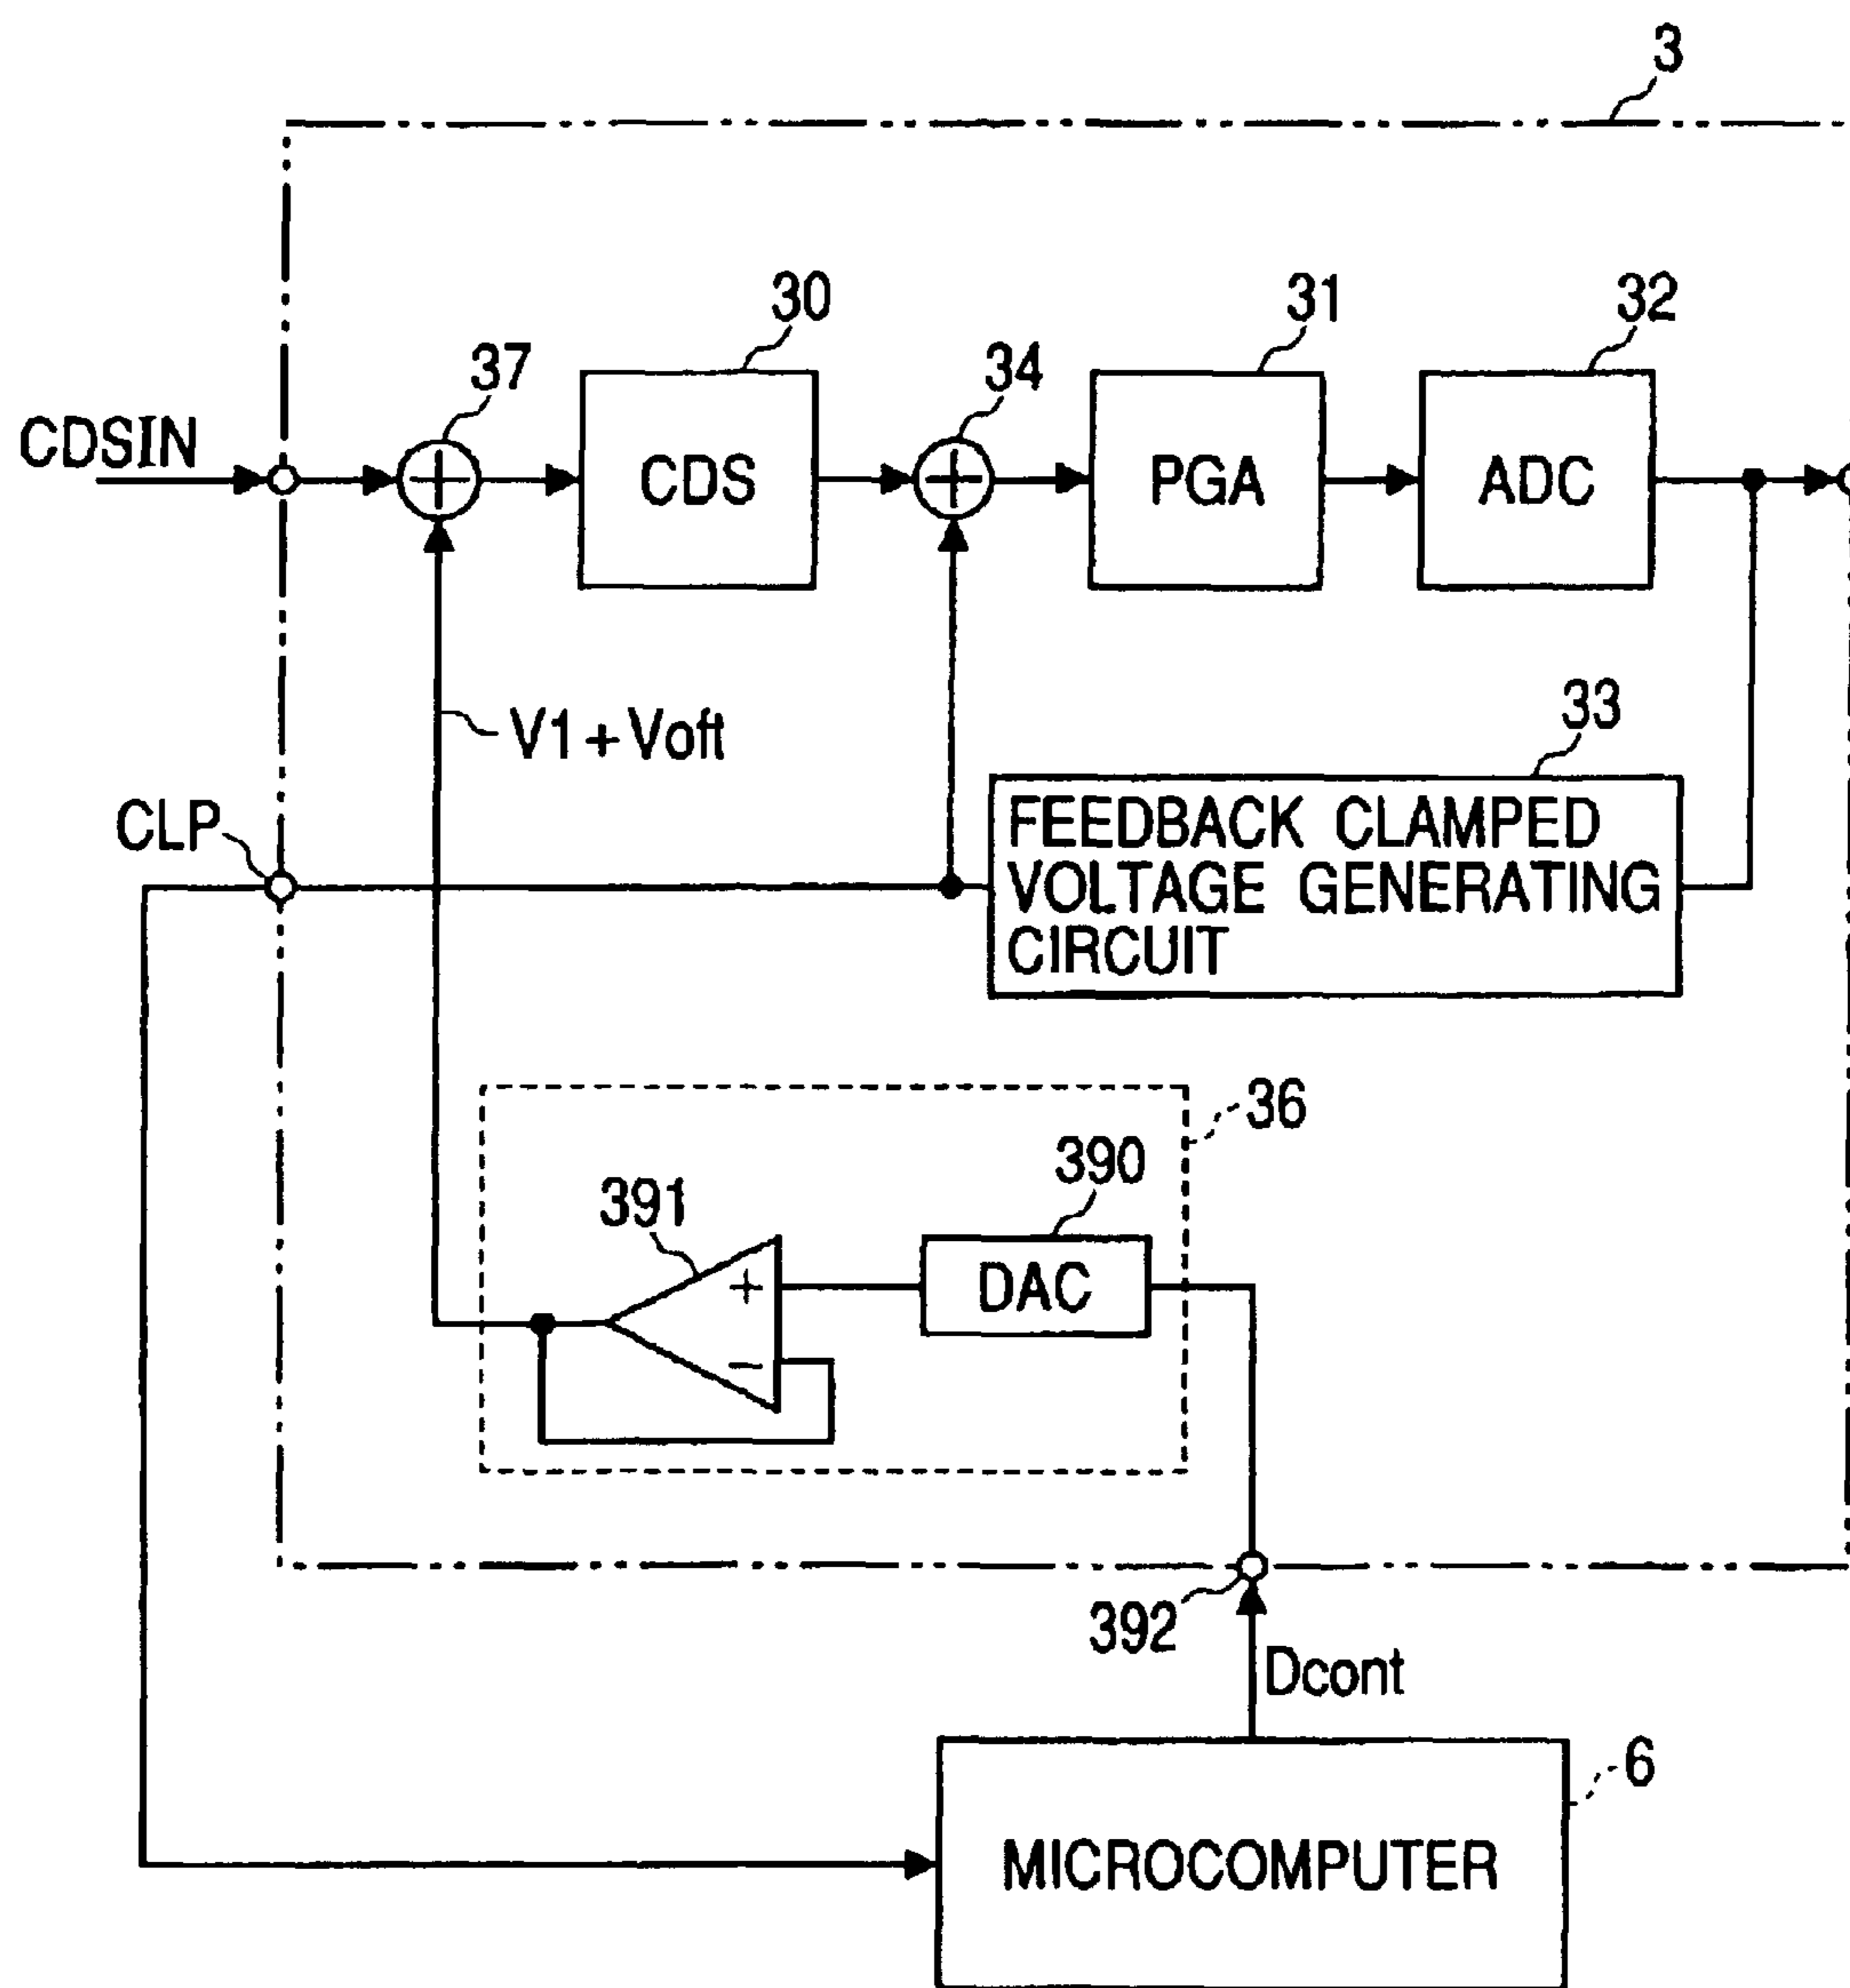 3
30
31
32
37
34
CDSIN
CDS
PGA
ADC
V1+Voft
33
CLP
FEEDBACK CLAMPED
VOLTAGE GENERATING
CIRCUIT
36
390
391
DAC
392
Dcont
6
MICROCOMPUTER